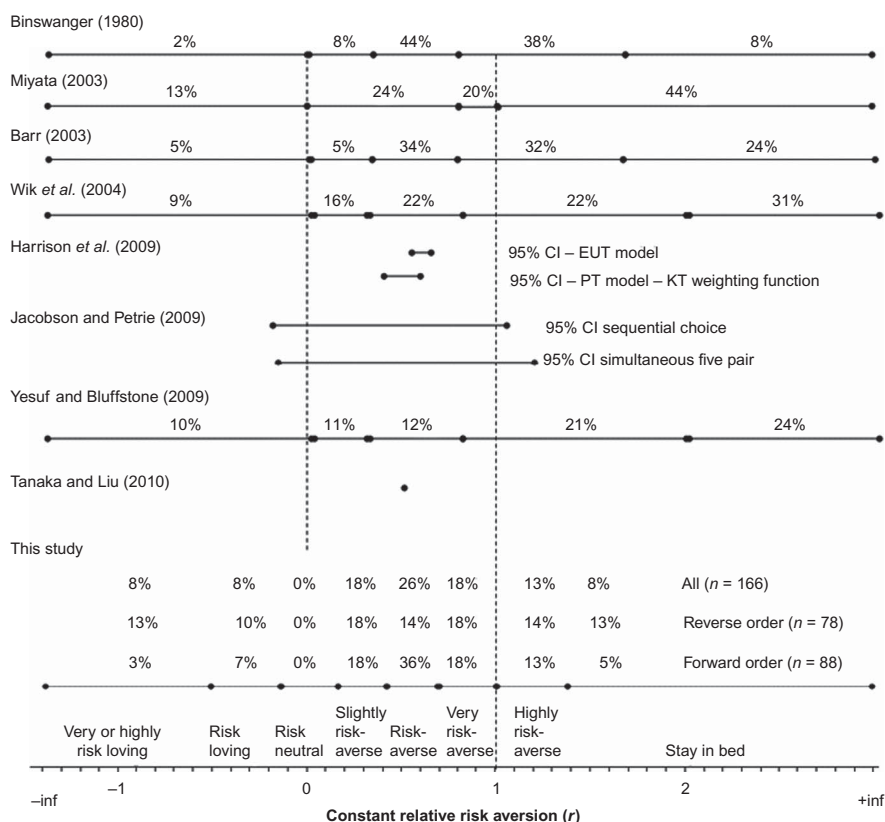 Binswanger (1980)
2% 8% 44% 38% 8%
Miyata (2003)
13% 24% 20% 44%
Barr (2003)
5% 5% 34% 32% 24%
Wik et al. (2004)
9% 16% 22% 22% 31%
Harrison et al. (2009)
95% CI – EUT model
95% CI – PT model – KT weighting function
Jacobson and Petrie (2009)
95% CI sequential choice
95% CI simultaneous five pair
Yesuf and Bluffstone (2009)
10% 11% 12% 21% 24%
Tanaka and Liu (2010)
This study
8% 8% 0% 18% 26% 18% 13% 8% All (n = 166)
13% 10% 0% 18% 14% 18% 14% 13% Reverse order (n = 78)
3% 7% 0% 18% 36% 18% 13% 5% Forward order (n = 88)
Very or highly
risk loving
Risk
loving
Risk
neutral
Slightly
risk-
averse
Risk-
averse
Very
risk-
averse
Highly
risk-
averse
Stay in bed
–inf –1 0 1 2 +inf
Constant relative risk aversion (r)